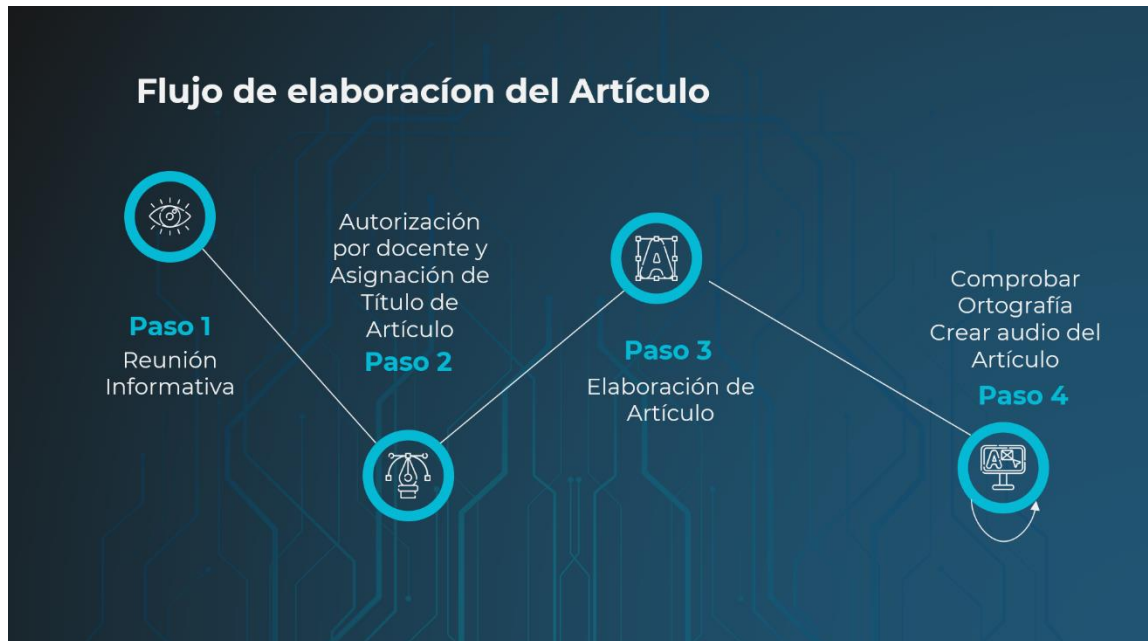 Flujo de elaboracíon del Artículo
Paso 1
Reunión
Informativa
Autorización
por docente y
Asignación de
Título de
Artículo
Paso 2
Paso 3
Elaboración de
Artículo
Comprobar
Ortografía
Crear audio del
Artículo
Paso 4